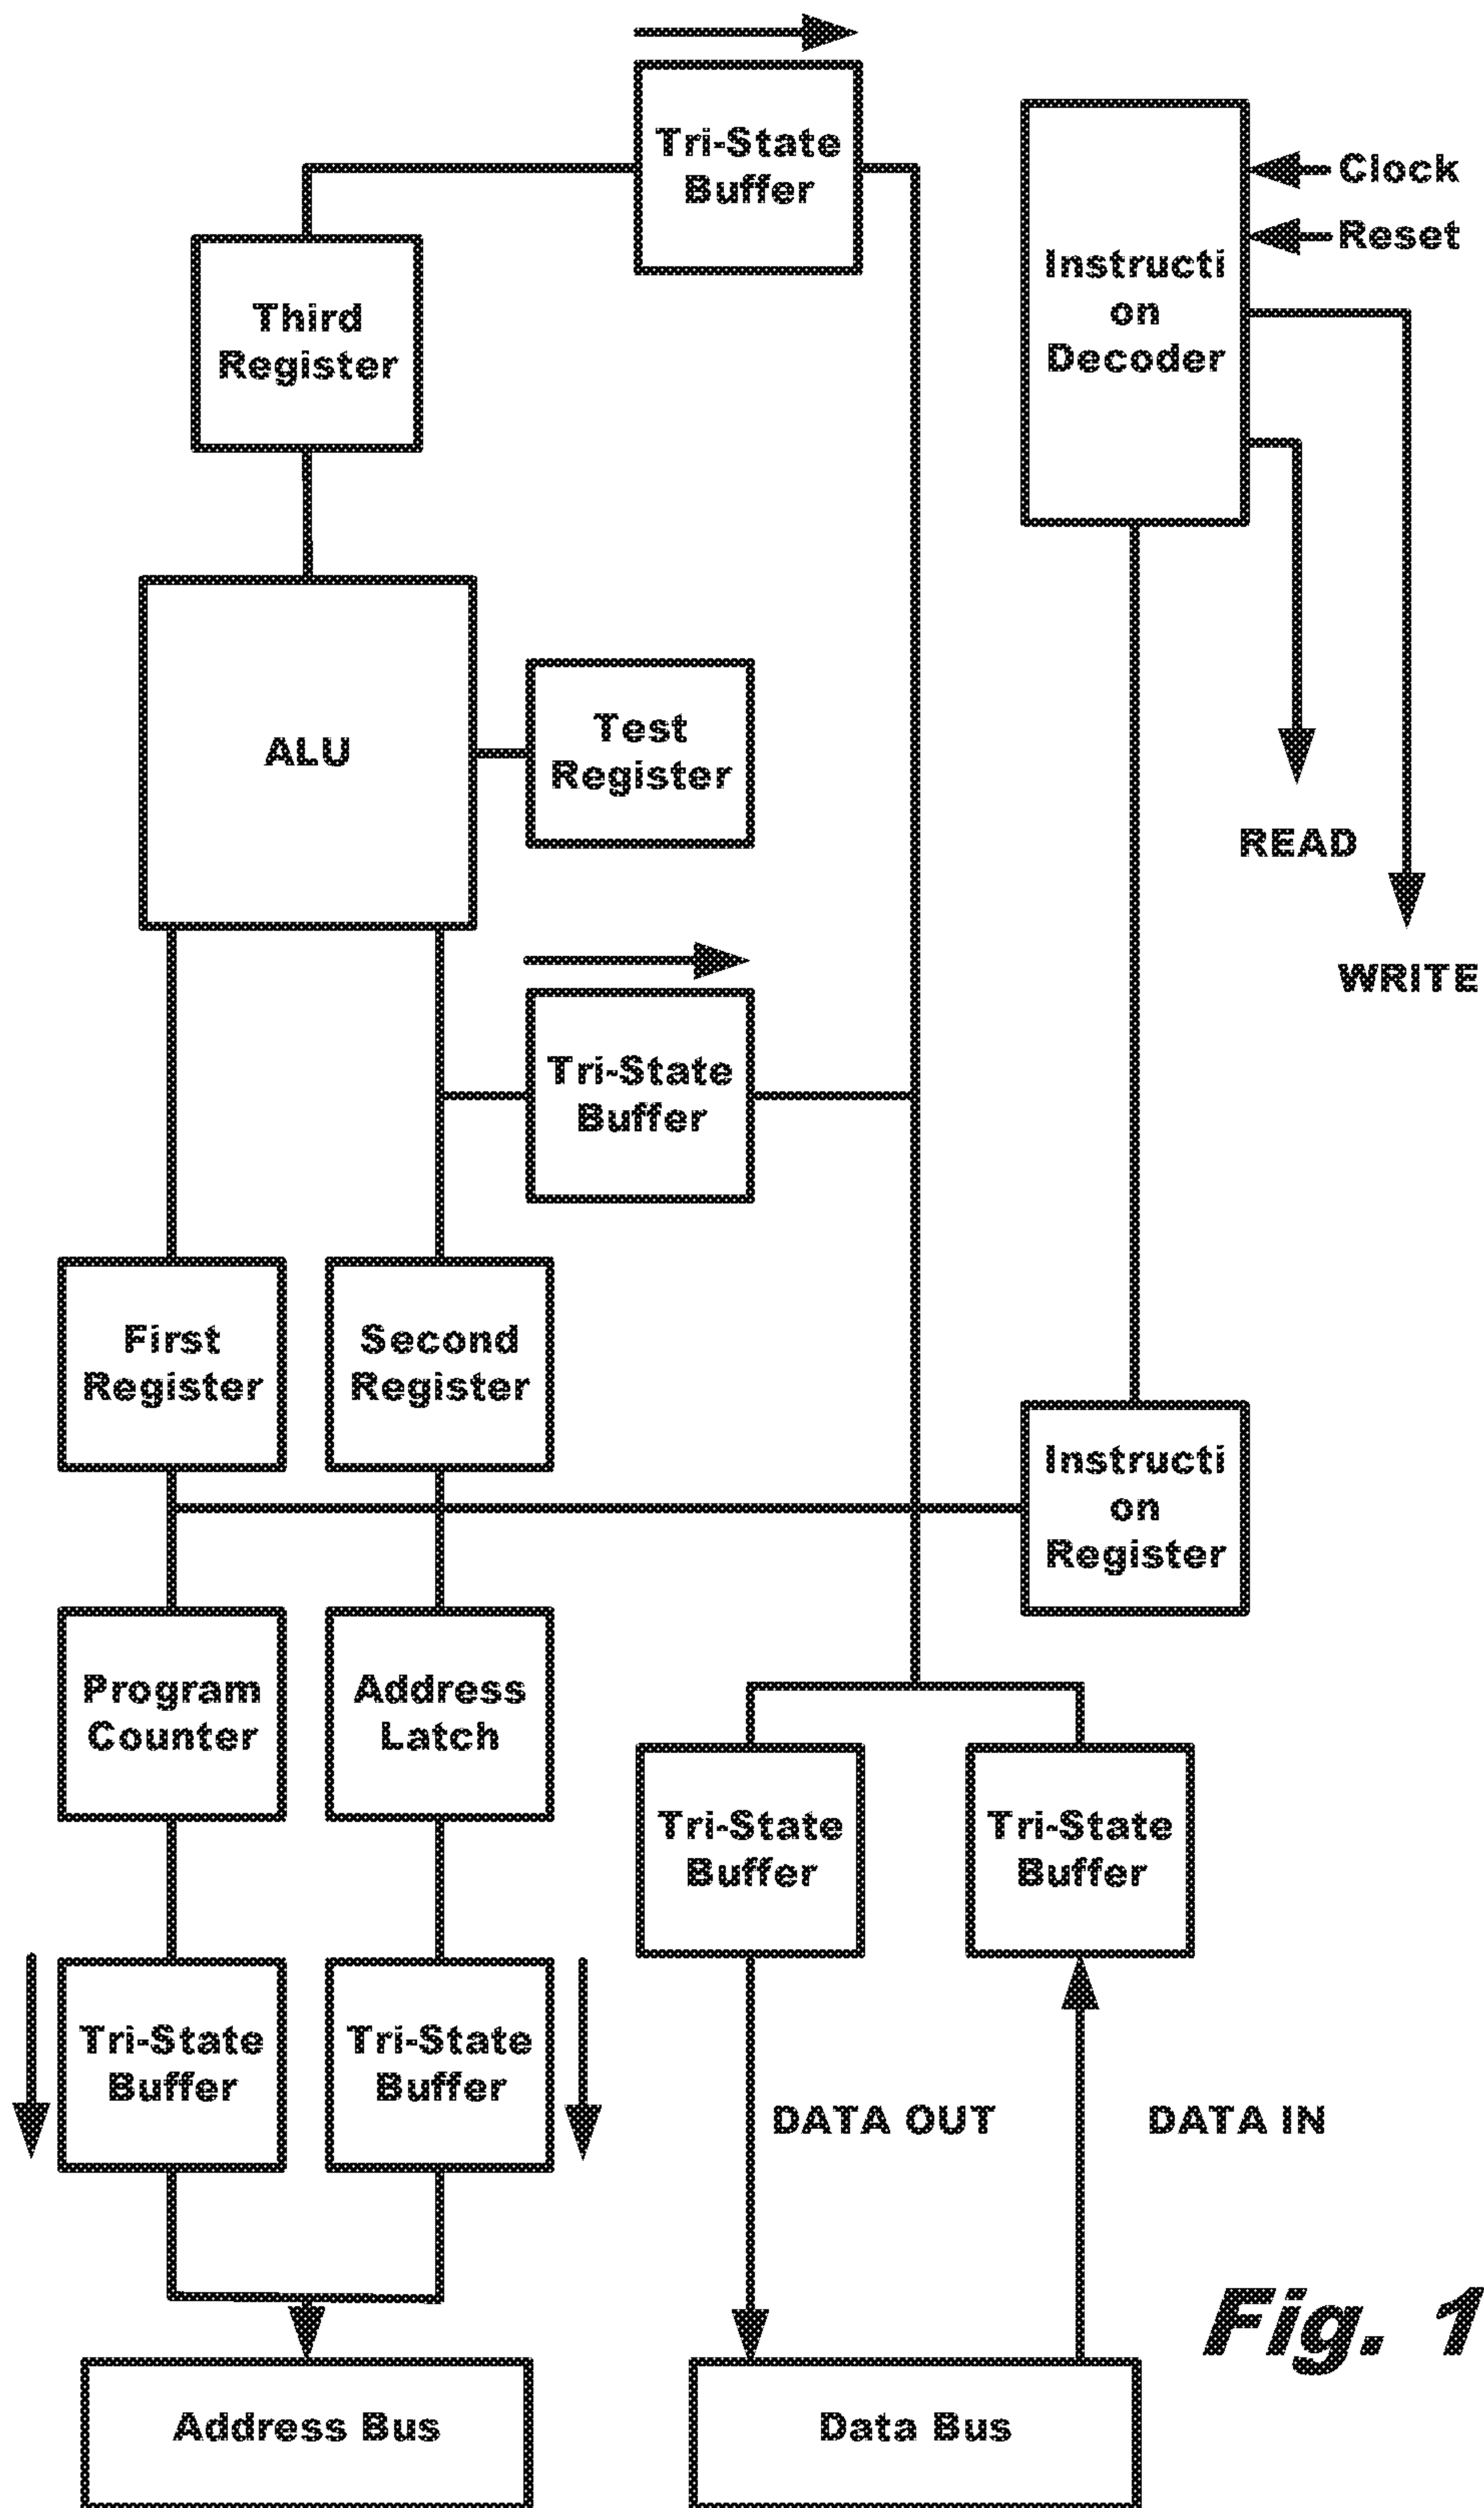 Tri-State
Buffer
Clock
Reset
Instructi
on
Decoder
Third
Register
ALU
Test
Register
READ
WRITE
Tri-State
Buffer
First
Register
Second
Register
Instructi
on
Register
Program
Counter
Address
Latch
Tri-State
Buffer
Tri-State
Buffer
Tri-State
Buffer
Tri-State
Buffer
DATA OUT
DATA IN
Fig. 1
Address Bus
Data Bus